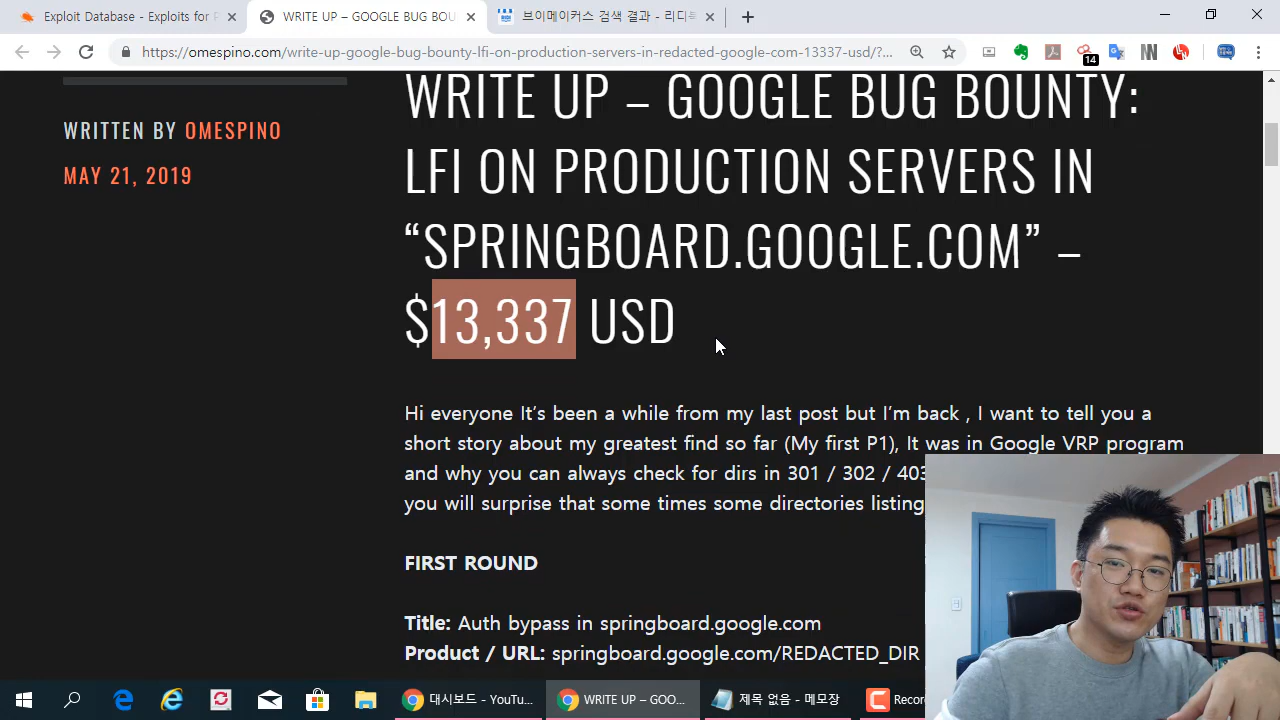 Exploit Database - Exploits for P
WRITE UP – GOOGLE BUG BOU
브이메이커스 검색 결과 - 리디북
https://omespino.com/write-up-google-bug-bounty-lfi-on-production-servers-in-redacted-google-com-13337-usd/?...
14
WRITTEN BY OMESPINO
MAY 21, 2019
WRITE UP – GOOGLE BUG BOUNTY:
LFI ON PRODUCTION SERVERS IN
“SPRINGBOARD.GOOGLE.COM” –
$13,337 USD
Hi everyone It’s been a while from my last post but I’m back , I want to tell you a
short story about my greatest find so far (My first P1), It was in Google VRP program
and why you can always check for dirs in 301 / 302 / 403
you will surprise that some times some directories listing
FIRST ROUND
Title: Auth bypass in springboard.google.com
Product / URL: springboard.google.com/REDACTED_DIR
대시보드 - YouTu...
WRITE UP – GOO...
제목 없음 - 메모장
Recor